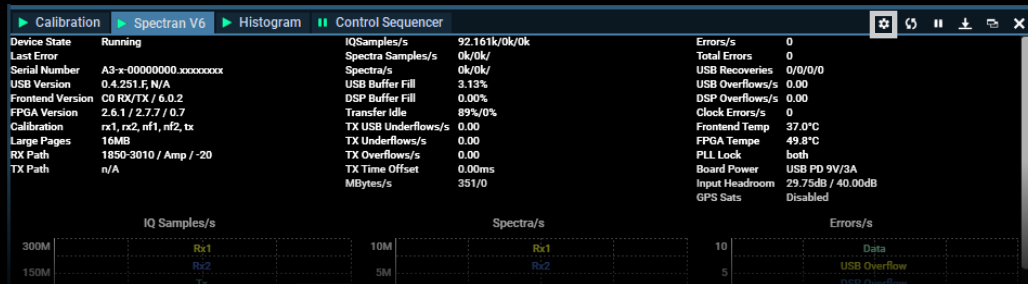 Calibration Spectran V6 Histogram Control Sequencer
Device State Running
Last Error
Serial Number A3-x-00000000.xxxxxxxx
USB Version 0.4.251.F, N/A
Frontend Version C0 RX/TX / 6.0.2
FPGA Version 2.6.1 / 2.7.7 / 0.7
Calibration rx1, rx2, nf1, nf2, tx
Large Pages 16MB
RX Path 1850-3010 / Amp / -20
TX Path n/a
IQSamples/s 92.161k/0k/0k
Spectra Samples/s 0k/0k/
Spectra/s 0k/0k/
USB Buffer Fill 3.13%
DSP Buffer Fill 0.00%
Transfer Idle 89%/0%
TX USB Underflows/s 0.00
TX Underflows/s 0.00
TX Overflows/s 0.00
TX Time Offset 0.00ms
MBytes/s 351/0
Errors/s 0
Total Errors 0
USB Recoveries 0/0/0/0
USB Overflows/s 0.00
DSP Overflows/s 0.00
Clock Errors/s 0
Frontend Temp 37.0°C
FPGA Tempe 49.8°C
PLL Lock both
Board Power USB PD 9V/3A
Input Headroom 29.75dB / 40.00dB
GPS Sats Disabled
IQ Samples/s
300M
Rx1
Rx2
150M
Tx
Spectra/s
10M
Rx1
Rx2
5M
Errors/s
10
Data
USB Overflow
5
DSP Overflow